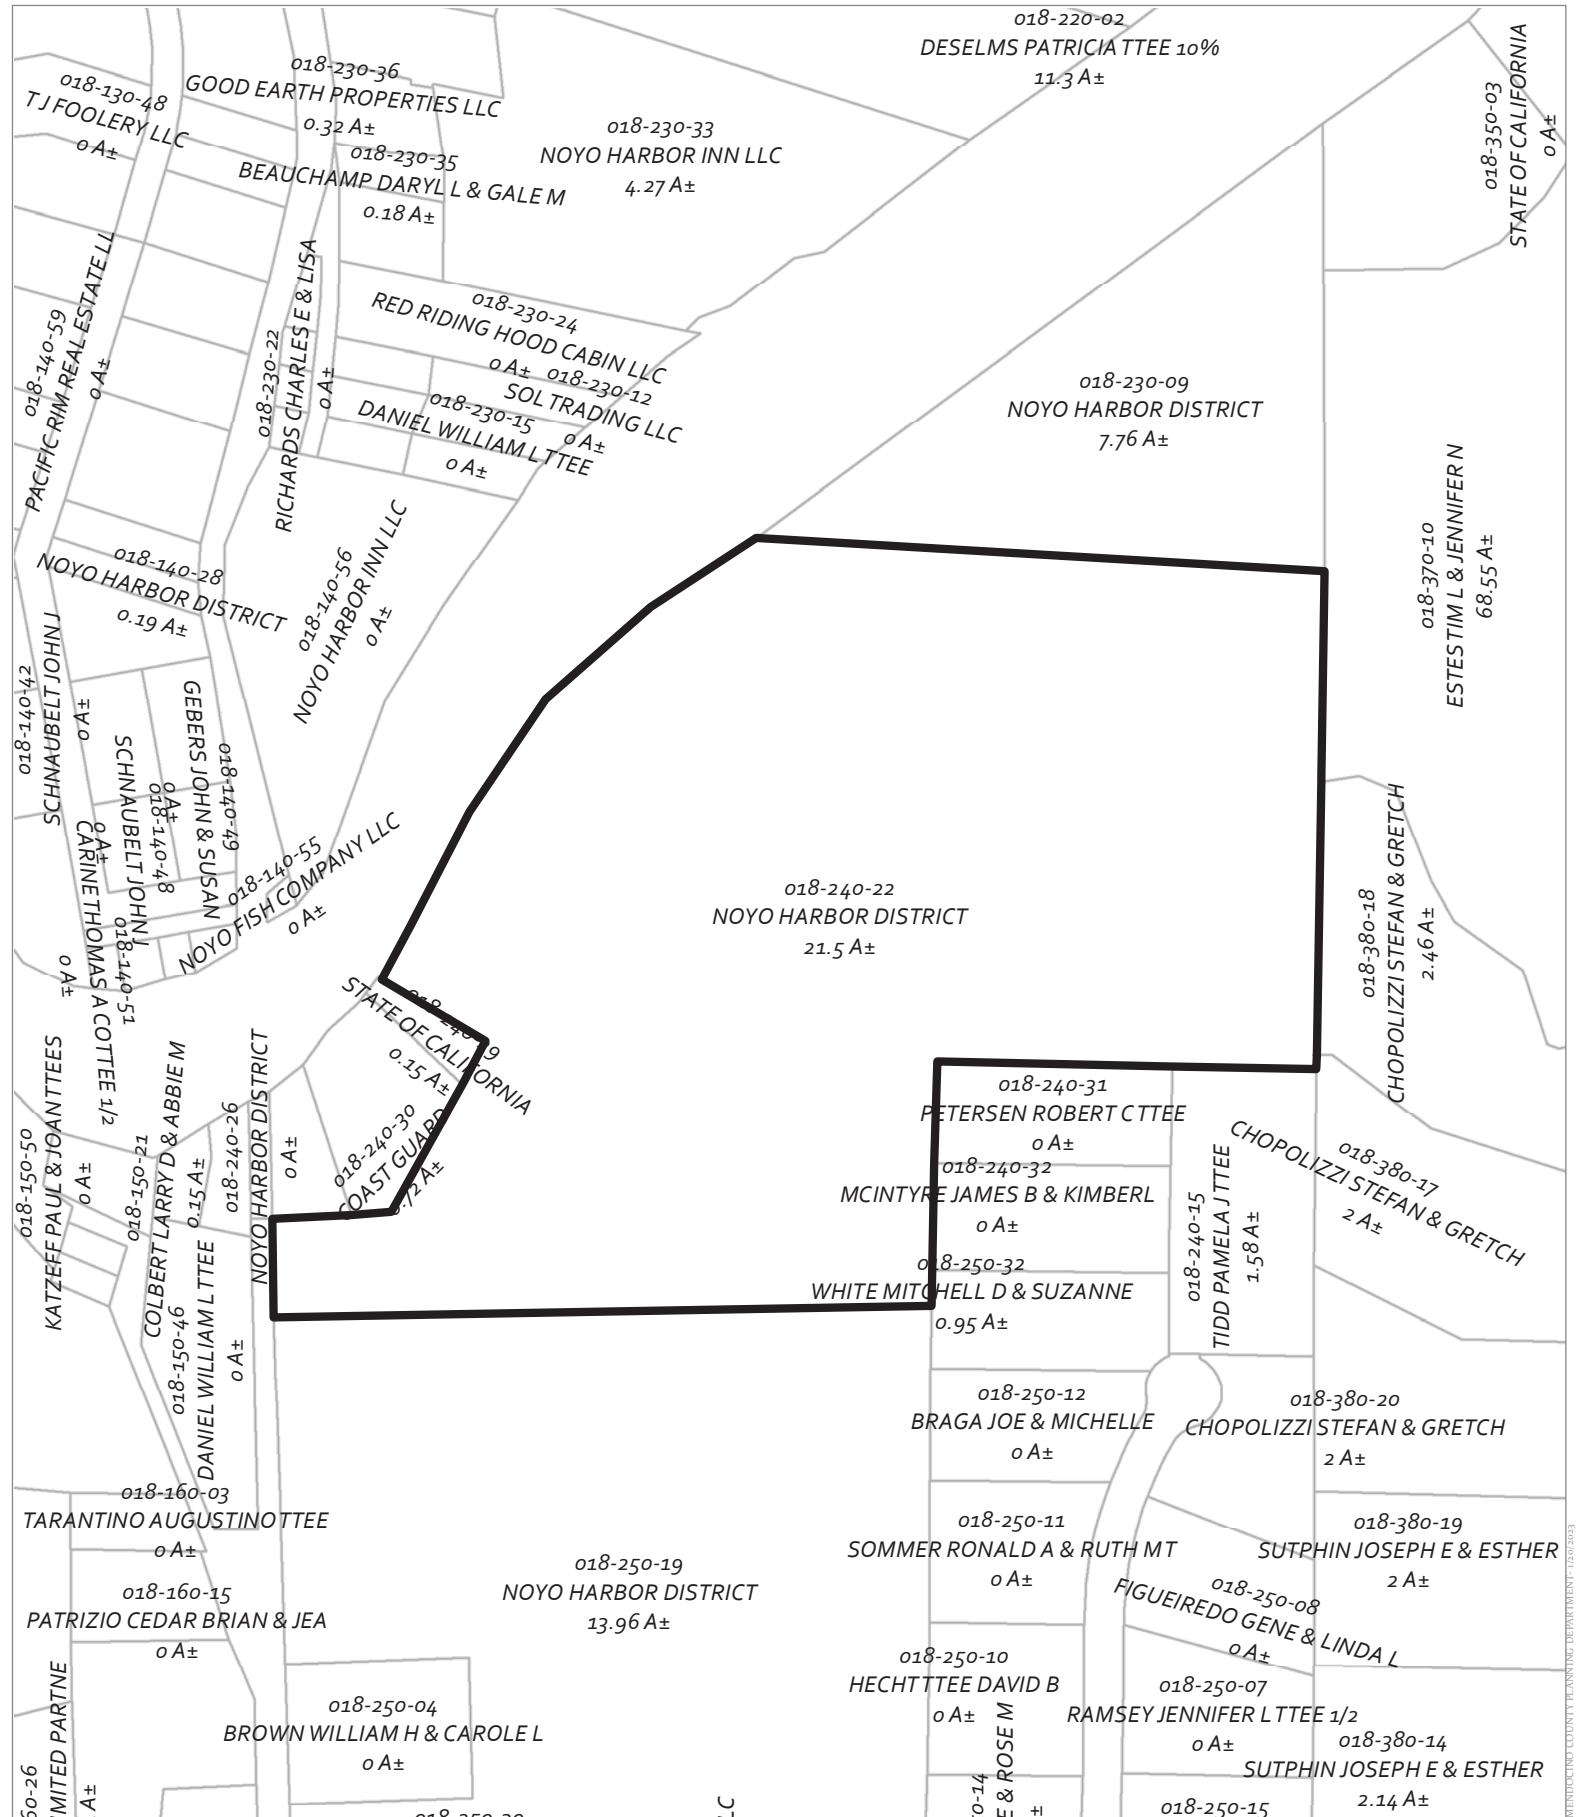 018-220-02
DESELMS PATRICIA TTEE 10%
11.3 A±
018-350-03
STATE OF CALIFORNIA
0 A±
018-130-48
T J FOOLERY LLC
0 A±
018-230-36
GOOD EARTH PROPERTIES LLC
0.32 A±
018-230-35
BEAUCHAMP DARYL L & GALE M
0.18 A±
018-230-33
NOYO HARBOR INN LLC
4.27 A±
018-140-59
PACIFIC RIM REAL ESTATE LL
0 A±
018-230-22
RICHARDS CHARLES E & LISA
0 A±
018-230-24
RED RIDING HOOD CABIN LLC
0 A±
018-230-12
SOL TRADING LLC
0 A±
018-230-15
DANIEL WILLIAM L TTEE
0 A±
018-230-09
NOYO HARBOR DISTRICT
7.76 A±
018-370-10
ESTES TIM L & JENNIFER N
68.55 A±
018-140-28
NOYO HARBOR DISTRICT
0.19 A±
018-140-56
NOYO HARBOR INN LLC
0 A±
018-140-42
SCHNAUBELT JOHN J
0 A±
018-140-48
SCHNAUBELT JOHN J
0 A±
018-140-49
GEBERS JOHN & SUSAN
0 A±
018-140-55
NOYO FISH COMPANY LLC
0 A±
018-140-51
CARINE THOMAS A COTTEE 1/2
0 A±
018-240-22
NOYO HARBOR DISTRICT
21.5 A±
018-380-18
CHOPOLIZZI STEFAN & GRETCH
2.46 A±
STATE OF CALIFORNIA
0.15 A±
018-240-30
COAST GUARD
018-150-50
KATZEFF PAUL & JOAN TTEES
0 A±
018-150-21
COLBERT LARRY D & ABBIE M
0.15 A±
018-240-26
NOYO HARBOR DISTRICT
0 A±
018-240-31
PETERSEN ROBERT C TTEE
0 A±
018-240-32
MCINTYRE JAMES B & KIMBERL
0 A±
018-250-32
WHITE MITCHELL D & SUZANNE
0.95 A±
018-240-15
TIDD PAMELA J TTEE
1.58 A±
018-380-17
CHOPOLIZZI STEFAN & GRETCH
2 A±
018-150-46
DANIEL WILLIAM L TTEE
0 A±
018-250-12
BRAGA JOE & MICHELLE
0 A±
018-380-20
CHOPOLIZZI STEFAN & GRETCH
2 A±
018-160-03
TARANTINO AUGUSTINO TTEE
0 A±
018-250-11
SOMMER RONALD A & RUTH M T
0 A±
018-380-19
SUTPHIN JOSEPH E & ESTHER
2 A±
018-160-15
PATRIZIO CEDAR BRIAN & JEA
0 A±
018-250-19
NOYO HARBOR DISTRICT
13.96 A±
018-250-08
FIGUEIREDO GENE & LINDA L
0 A±
018-250-10
HECHT TTEE DAVID B
0 A±
018-250-07
RAMSEY JENNIFER L TTEE 1/2
0 A±
018-250-04
BROWN WILLIAM H & CAROLE L
0 A±
018-380-14
SUTPHIN JOSEPH E & ESTHER
2.14 A±
60-26
MITED PARTNE
A±
0-14
E & ROSE M
±
018-250-15
LC
MENDOCINO COUNTY PLANNING DEPARTMENT- 1/20/2023